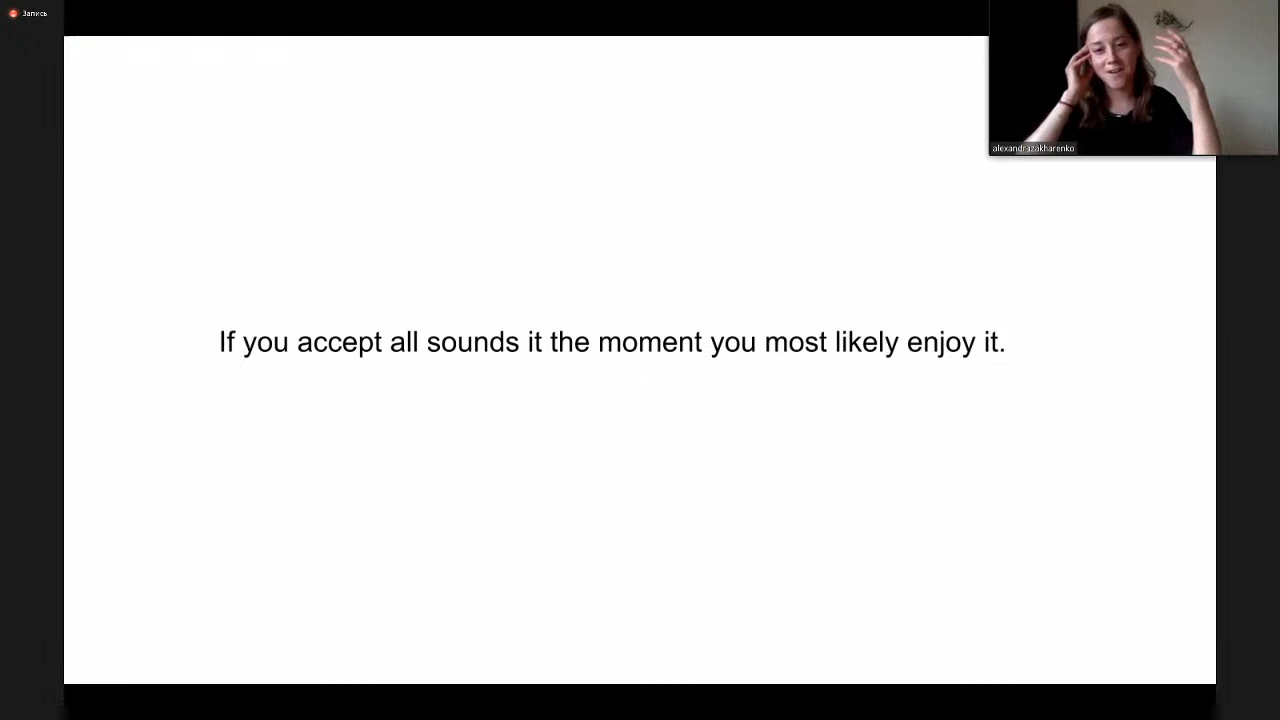 Запись
alexandrazakharenko
If you accept all sounds it the moment you most likely enjoy it.